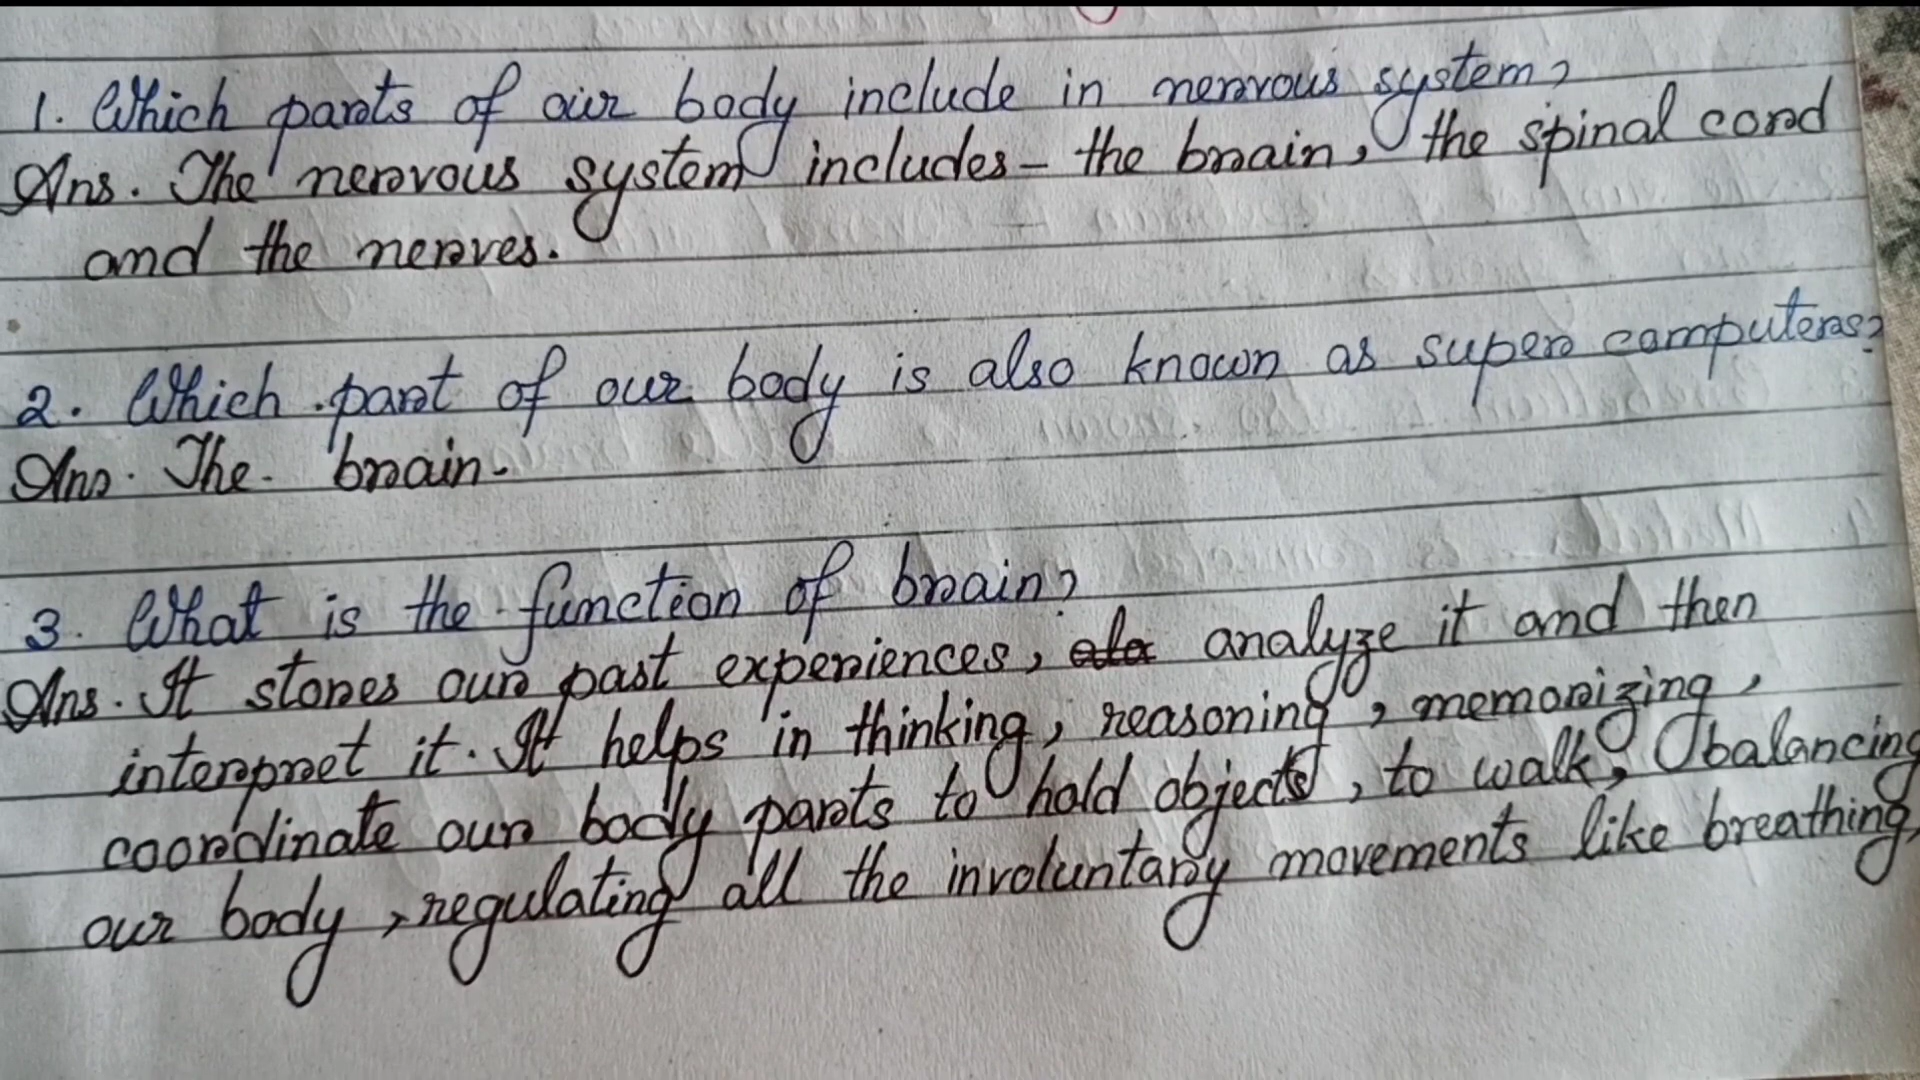 1. Which parts of our body include in nervous system?
Ans. The nervous system includes - the brain, the spinal cord
and the nerves.
2. Which part of our body is also known as super computers?
Ans. The brain.
3. What is the function of brain?
Ans. It stores our past experiences, analyze it and then
interpret it. It helps in thinking, reasoning, memorizing,
coordinate our body parts to hold objects, to walk, balancing
our body, regulating all the involuntary movements like breathing,